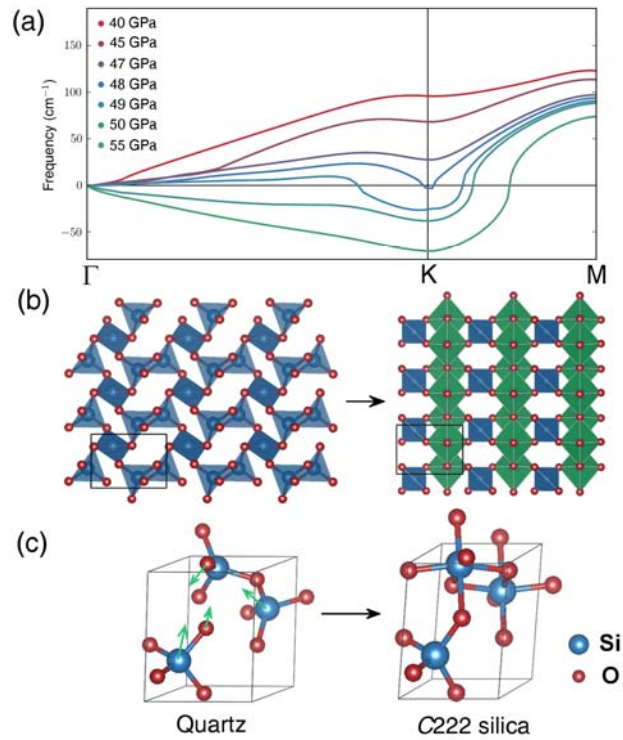 (a)
40 GPa
45 GPa
47 GPa
48 GPa
49 GPa
50 GPa
55 GPa
Frequency (cm⁻¹)
150
100
50
0
−50
Γ
K
M
(b)
(c)
Si
O
Quartz
C222 silica